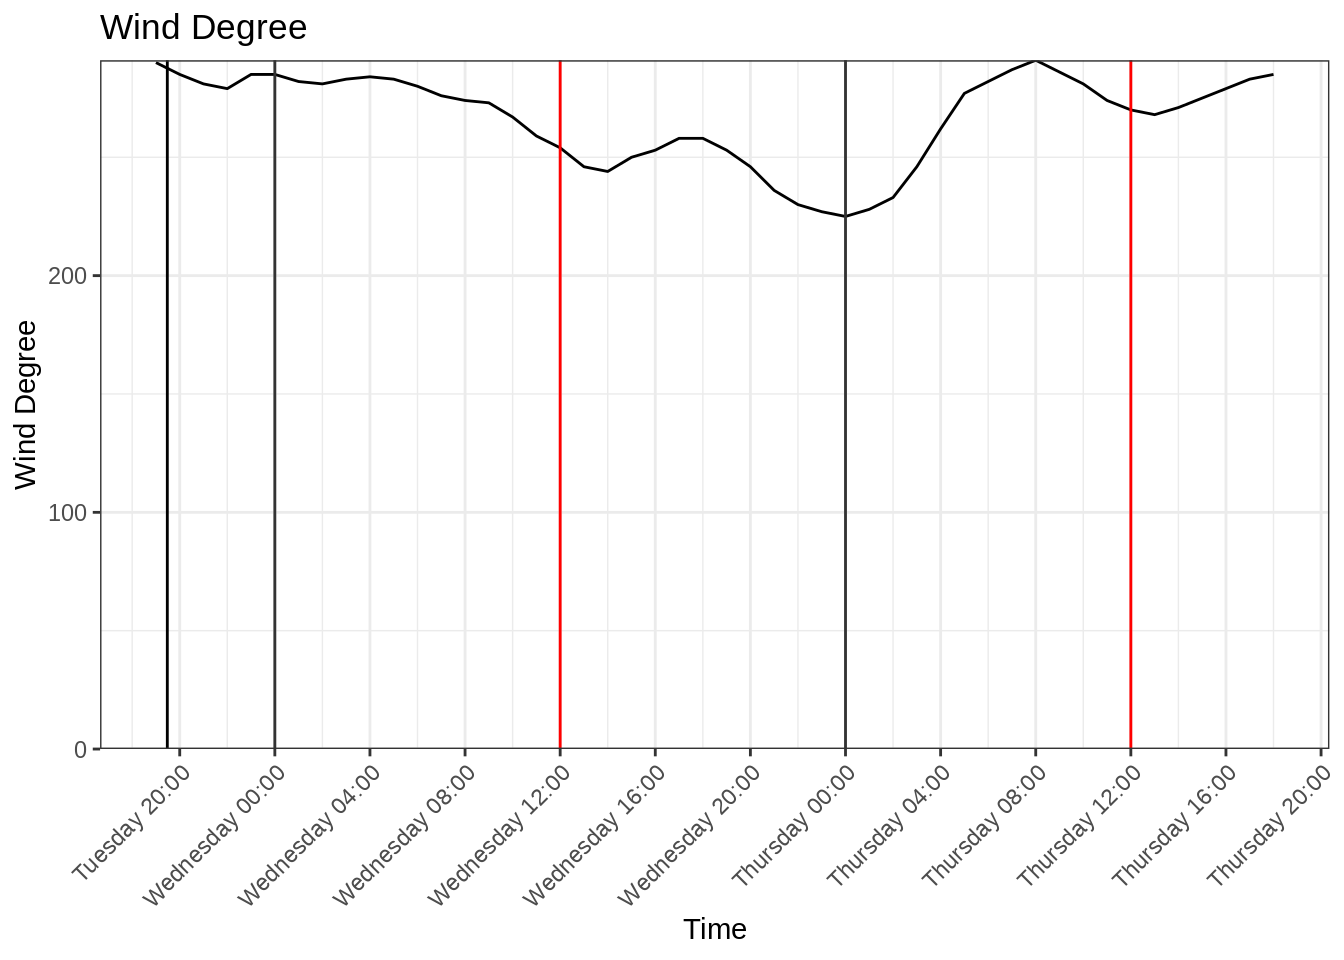 Wind Degree
Wind Degree
200
100
0
Tuesday 20:00
Wednesday 00:00
Wednesday 04:00
Wednesday 08:00
Wednesday 12:00
Wednesday 16:00
Wednesday 20:00
Thursday 00:00
Thursday 04:00
Thursday 08:00
Thursday 12:00
Thursday 16:00
Thursday 20:00
Time